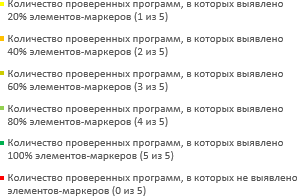 Количество проверенных программ, в которых выявлено
20% элементов-маркеров (1 из 5)
Количество проверенных программ, в которых выявлено
40% элементов-маркеров (2 из 5)
Количество проверенных программ, в которых выявлено
60% элементов-маркеров (3 из 5)
Количество проверенных программ, в которых выявлено
80% элементов-маркеров (4 из 5)
Количество проверенных программ, в которых выявлено
100% элементов-маркеров (5 из 5)
Количество проверенных программ, в которых не выявлено
элементов-маркеров (0 из 5)